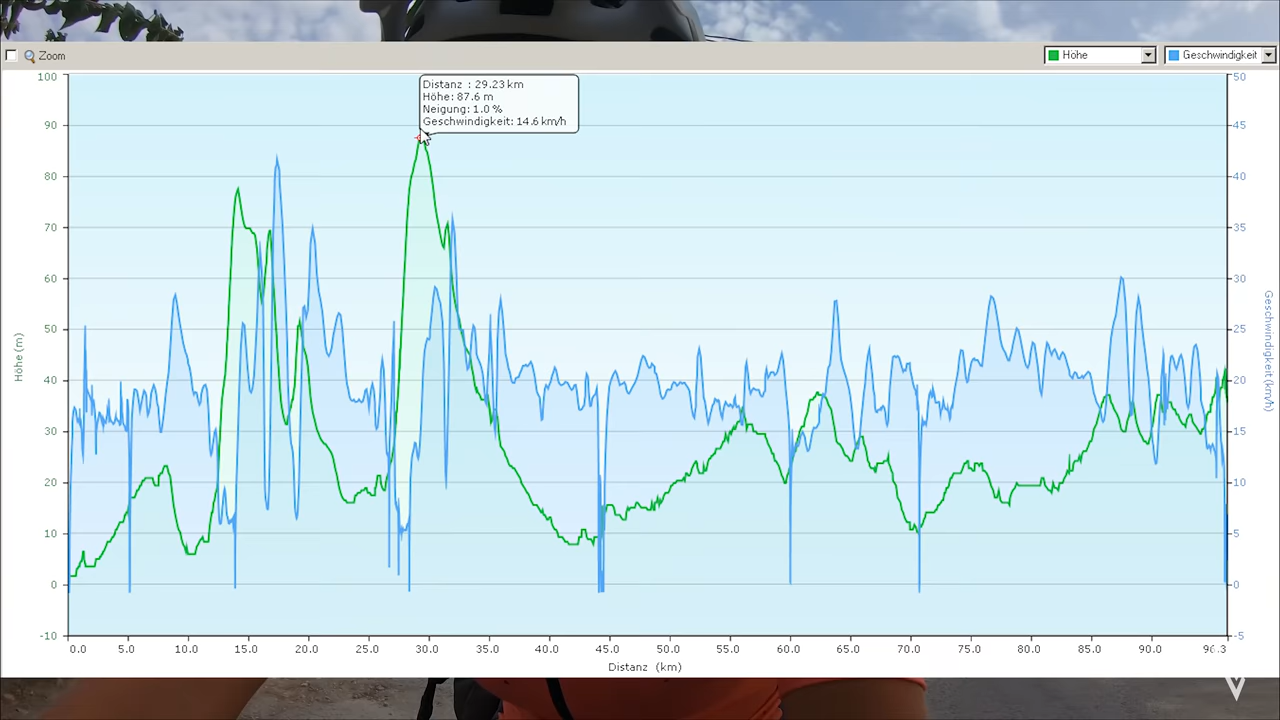 Zoom
Höhe
Geschwindigkeit
Distanz : 29.23 km
Höhe: 87.6 m
Neigung: 1.0 %
Geschwindigkeit: 14.6 km/h
100
90
80
70
60
50
40
30
20
10
0
-10
Höhe (m)
50
45
40
35
30
25
20
15
10
5
0
-5
Geschwindigkeit (km/h)
0.0 5.0 10.0 15.0 20.0 25.0 30.0 35.0 40.0 45.0 50.0 55.0 60.0 65.0 70.0 75.0 80.0 85.0 90.0
Distanz (km)